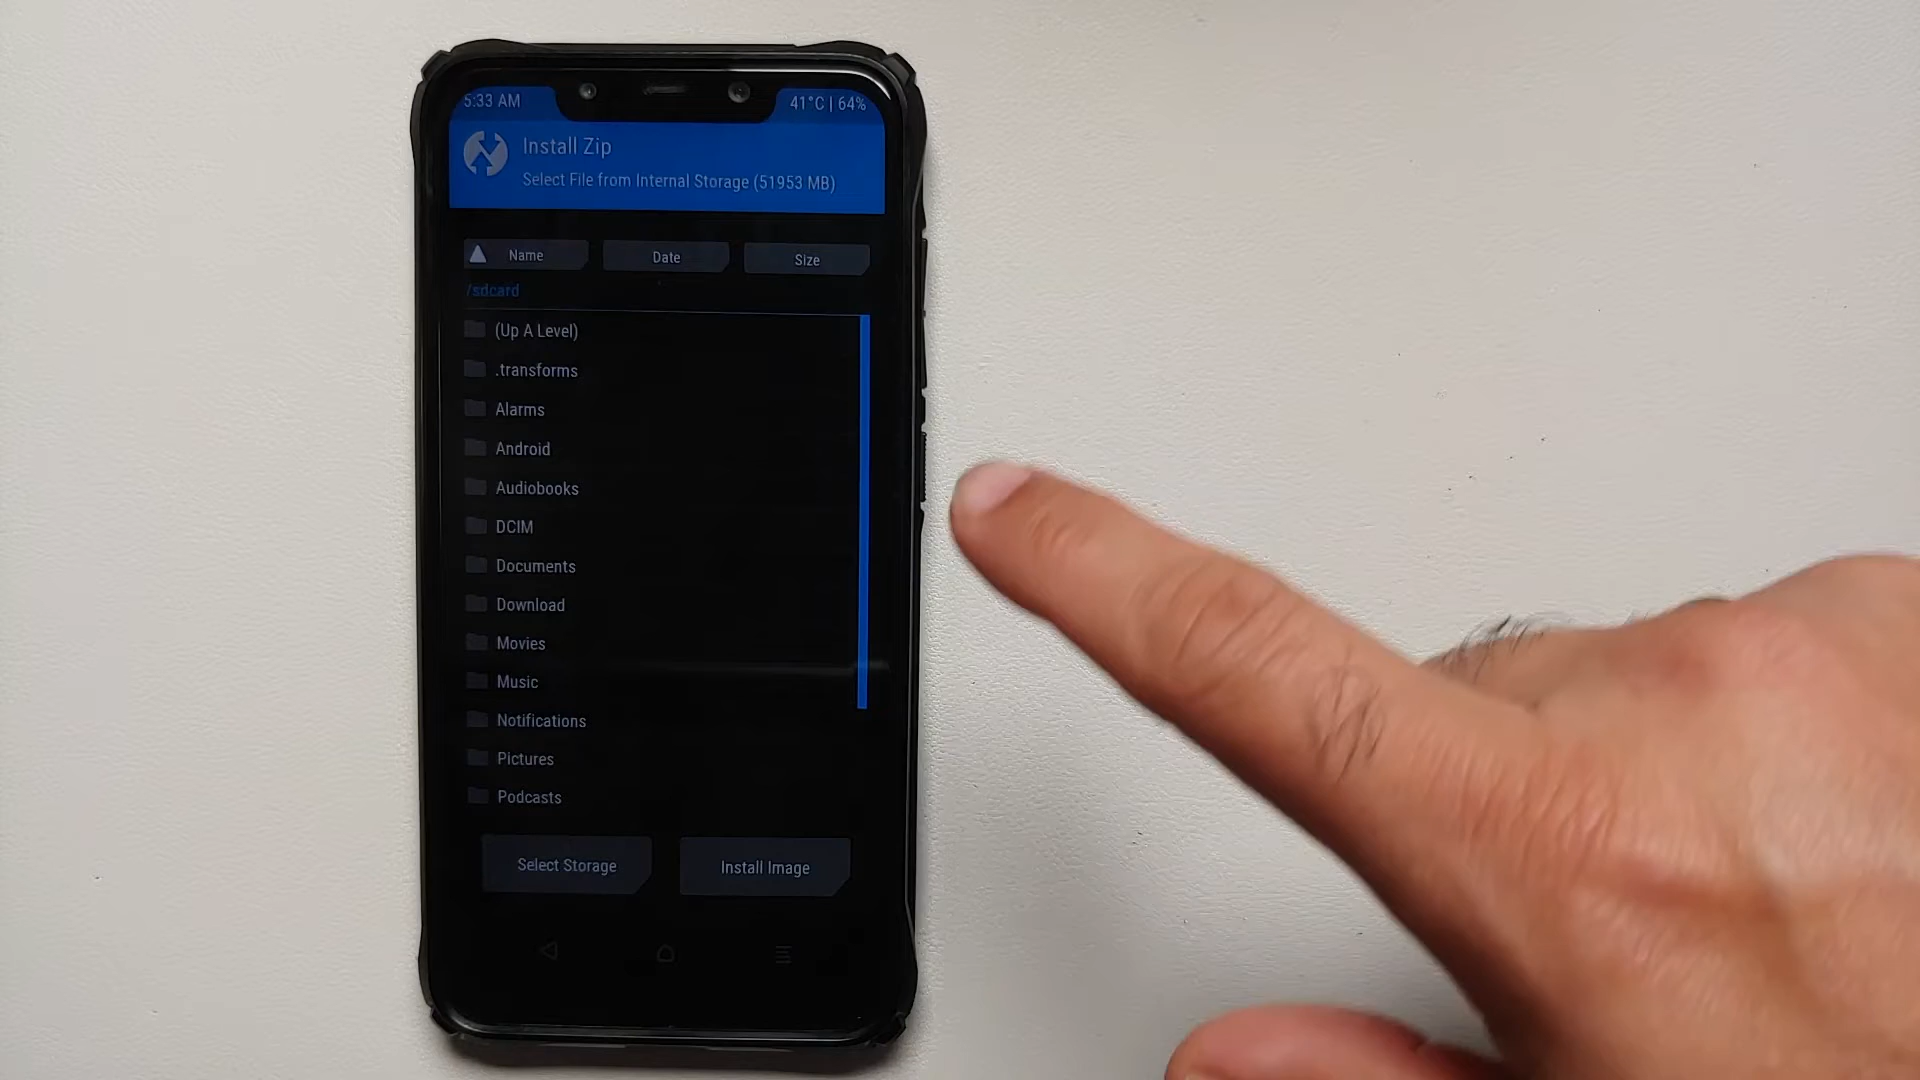 5:33 AM
41°C | 64%
Install Zip
Select File from Internal Storage (51953 MB)
Name
Date
Size
/sdcard
(Up A Level)
.transforms
Alarms
Android
Audiobooks
DCIM
Documents
Download
Movies
Music
Notifications
Pictures
Podcasts
Select Storage
Install Image